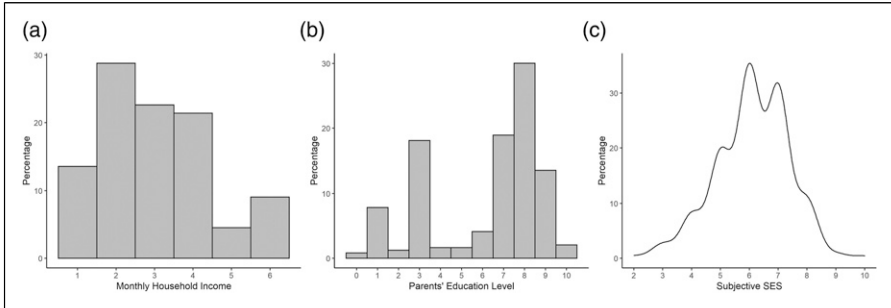 (a)
30
20
10
0
Percentage
1 2 3 4 5 6
Monthly Household Income
(b)
30
20
10
0
Percentage
0 1 2 3 4 5 6 7 8 9 10
Parents' Education Level
(c)
30
20
10
0
Percentage
2 3 4 5 6 7 8 9 10
Subjective SES